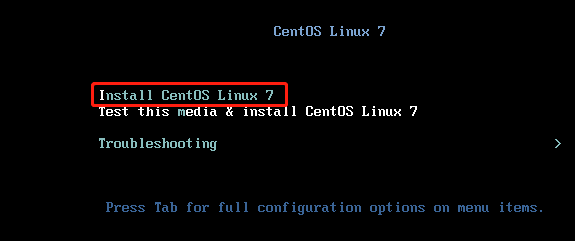 CentOS Linux 7
Install CentOS Linux 7
Test this media & install CentOS Linux 7
Troubleshooting >
Press Tab for full configuration options on menu items.